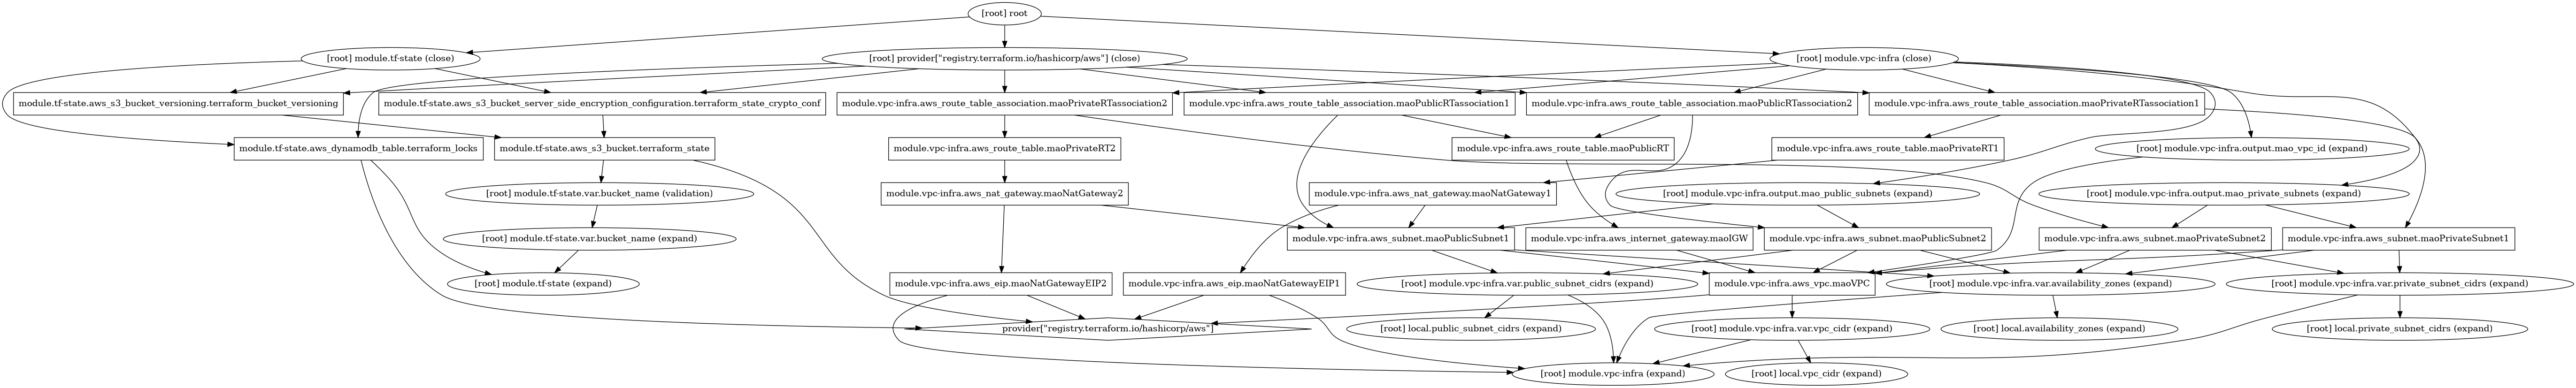 [root] root
[root] module.tf-state (close)
[root] provider["registry.terraform.io/hashicorp/aws"] (close)
[root] module.vpc-infra (close)
module.tf-state.aws_s3_bucket_versioning.terraform_bucket_versioning
module.tf-state.aws_s3_bucket_server_side_encryption_configuration.terraform_state_crypto_conf
module.vpc-infra.aws_route_table_association.maoPrivateRTassociation2
module.vpc-infra.aws_route_table_association.maoPublicRTassociation1
module.vpc-infra.aws_route_table_association.maoPublicRTassociation2
module.vpc-infra.aws_route_table_association.maoPrivateRTassociation1
module.tf-state.aws_dynamodb_table.terraform_locks
module.tf-state.aws_s3_bucket.terraform_state
module.vpc-infra.aws_route_table.maoPrivateRT2
module.vpc-infra.aws_route_table.maoPublicRT
module.vpc-infra.aws_route_table.maoPrivateRT1
[root] module.vpc-infra.output.mao_vpc_id (expand)
[root] module.tf-state.var.bucket_name (validation)
module.vpc-infra.aws_nat_gateway.maoNatGateway2
module.vpc-infra.aws_nat_gateway.maoNatGateway1
[root] module.vpc-infra.output.mao_public_subnets (expand)
[root] module.vpc-infra.output.mao_private_subnets (expand)
[root] module.tf-state.var.bucket_name (expand)
module.vpc-infra.aws_subnet.maoPublicSubnet1
module.vpc-infra.aws_internet_gateway.maoIGW
module.vpc-infra.aws_subnet.maoPublicSubnet2
module.vpc-infra.aws_subnet.maoPrivateSubnet2
module.vpc-infra.aws_subnet.maoPrivateSubnet1
[root] module.tf-state (expand)
module.vpc-infra.aws_eip.maoNatGatewayEIP2
module.vpc-infra.aws_eip.maoNatGatewayEIP1
[root] module.vpc-infra.var.public_subnet_cidrs (expand)
module.vpc-infra.aws_vpc.maoVPC
[root] module.vpc-infra.var.availability_zones (expand)
[root] module.vpc-infra.var.private_subnet_cidrs (expand)
provider["registry.terraform.io/hashicorp/aws"]
[root] local.public_subnet_cidrs (expand)
[root] module.vpc-infra.var.vpc_cidr (expand)
[root] local.availability_zones (expand)
[root] local.private_subnet_cidrs (expand)
[root] module.vpc-infra (expand)
[root] local.vpc_cidr (expand)